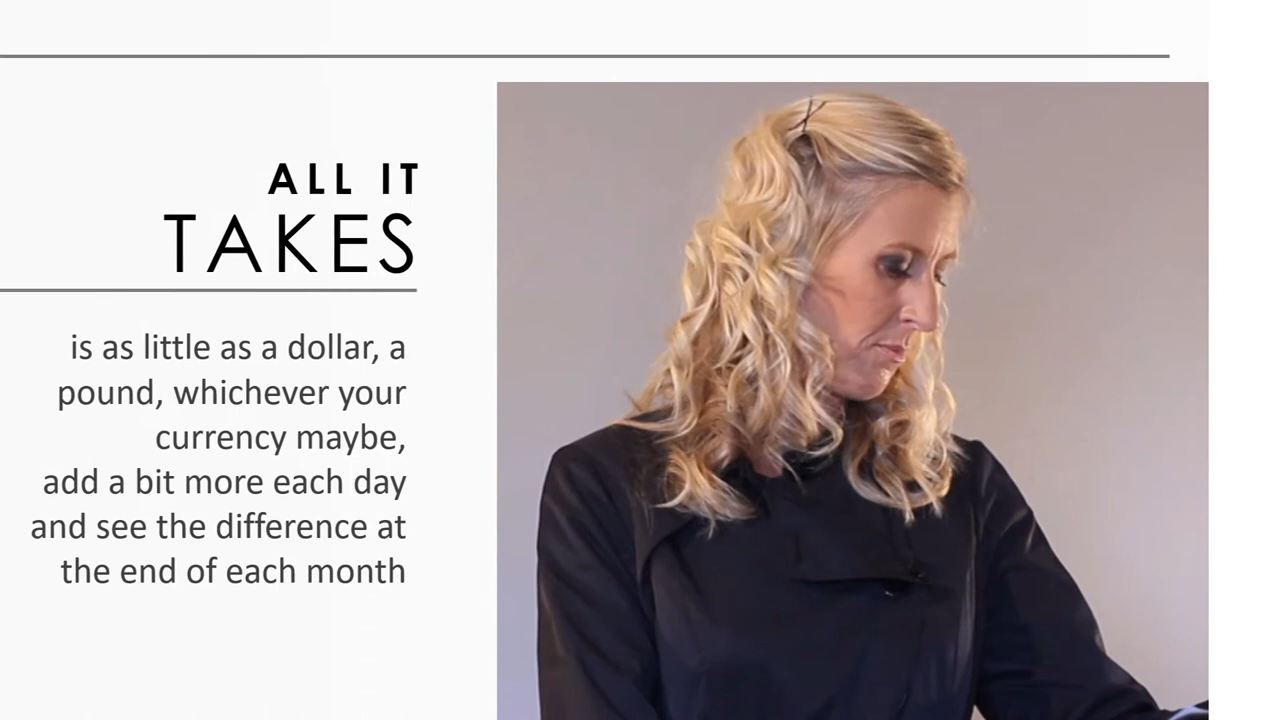 ALL IT
TAKES
is as little as a dollar, a
pound, whichever your
currency maybe,
add a bit more each day
and see the difference at
the end of each month